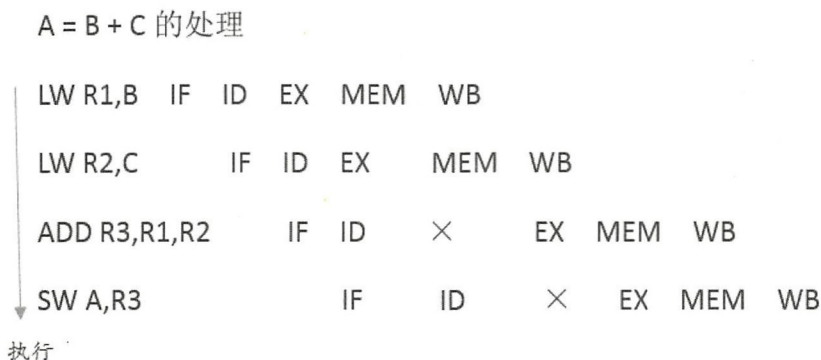 A = B + C 的处理
LW R1,B IF ID EX MEM WB
LW R2,C IF ID EX MEM WB
ADD R3,R1,R2 IF ID × EX MEM WB
SW A,R3 IF ID × EX MEM WB
执行